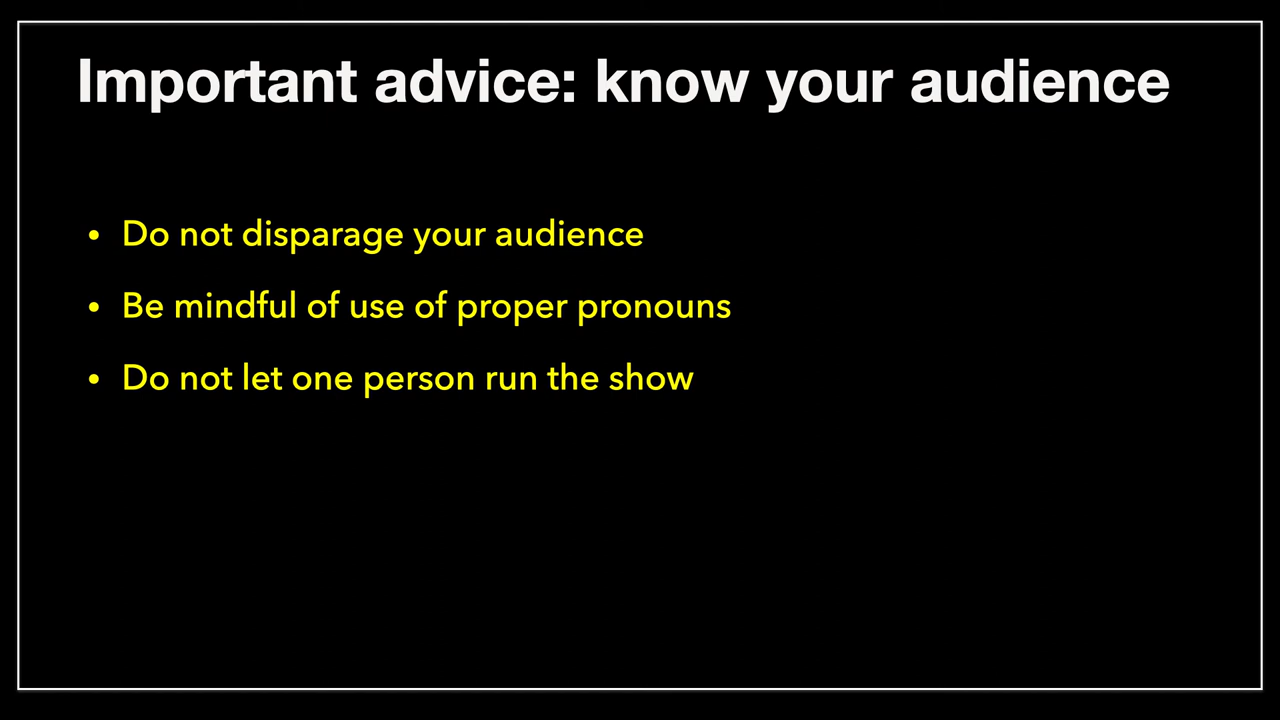 Important advice: know your audience
• Do not disparage your audience
• Be mindful of use of proper pronouns
• Do not let one person run the show